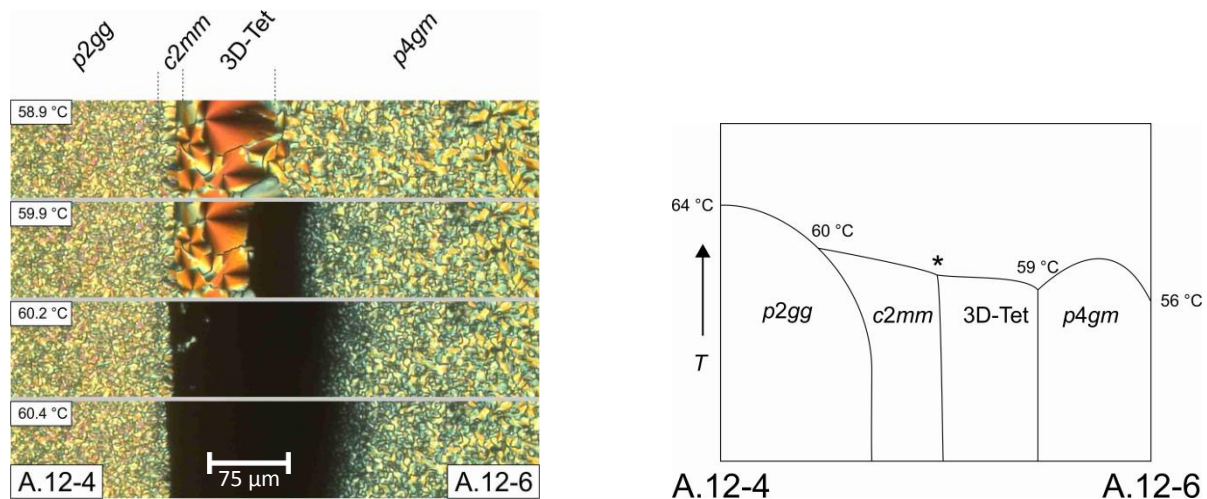 p2gg
c2mm
3D-Tet
p4gm
58.9 °C
59.9 °C
60.2 °C
60.4 °C
75 µm
A.12-4
A.12-6
64 °C
60 °C
*
59 °C
56 °C
T
p2gg
c2mm
3D-Tet
p4gm
A.12-4
A.12-6